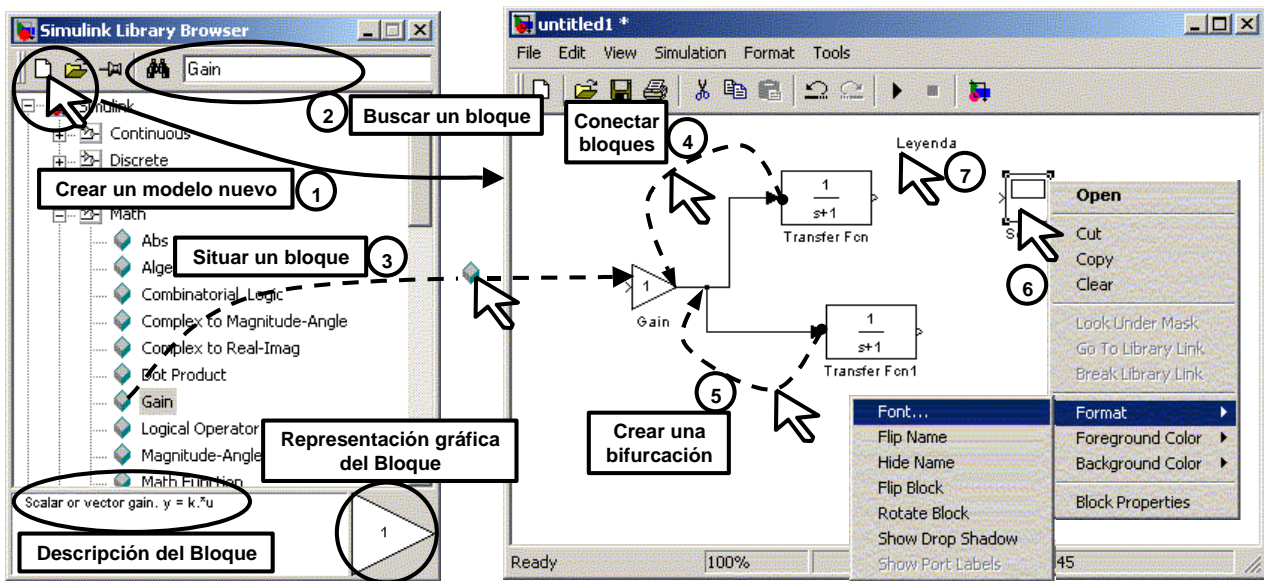 Simulink Library Browser
Gain
Simulink
2
Buscar un bloque
Continuous
Discrete
Crear un modelo nuevo
1
Math
Abs
Situar un bloque
3
Alge
Combinatorial Logic
Complex to Magnitude-Angle
Complex to Real-Imag
Dot Product
Gain
Logical Operator
Magnitude-Angle
Math Function
Representación gráfica
del Bloque
Scalar or vector gain. y = k.*u
Descripción del Bloque
1
untitled1 *
File Edit View Simulation Format Tools
Conectar
bloques
4
Leyenda
7
1
s+1
Transfer Fcn
1
Gain
1
s+1
Transfer Fcn1
5
Crear una
bifurcación
6
Open
Cut
Copy
Clear
Look Under Mask
Go To Library Link
Break Library Link
Format
Foreground Color
Background Color
Block Properties
Font...
Flip Name
Hide Name
Flip Block
Rotate Block
Show Drop Shadow
Show Port Labels
Ready
100%
45